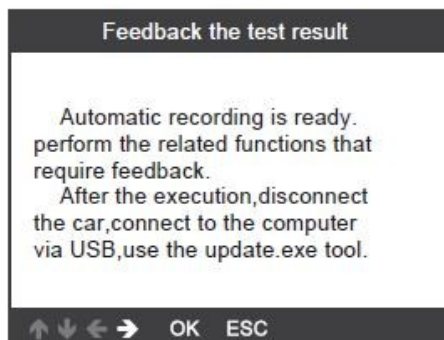 Feedback the test result
Automatic recording is ready.
perform the related functions that
require feedback.
After the execution,disconnect
the car,connect to the computer
via USB,use the update.exe tool.
OK ESC